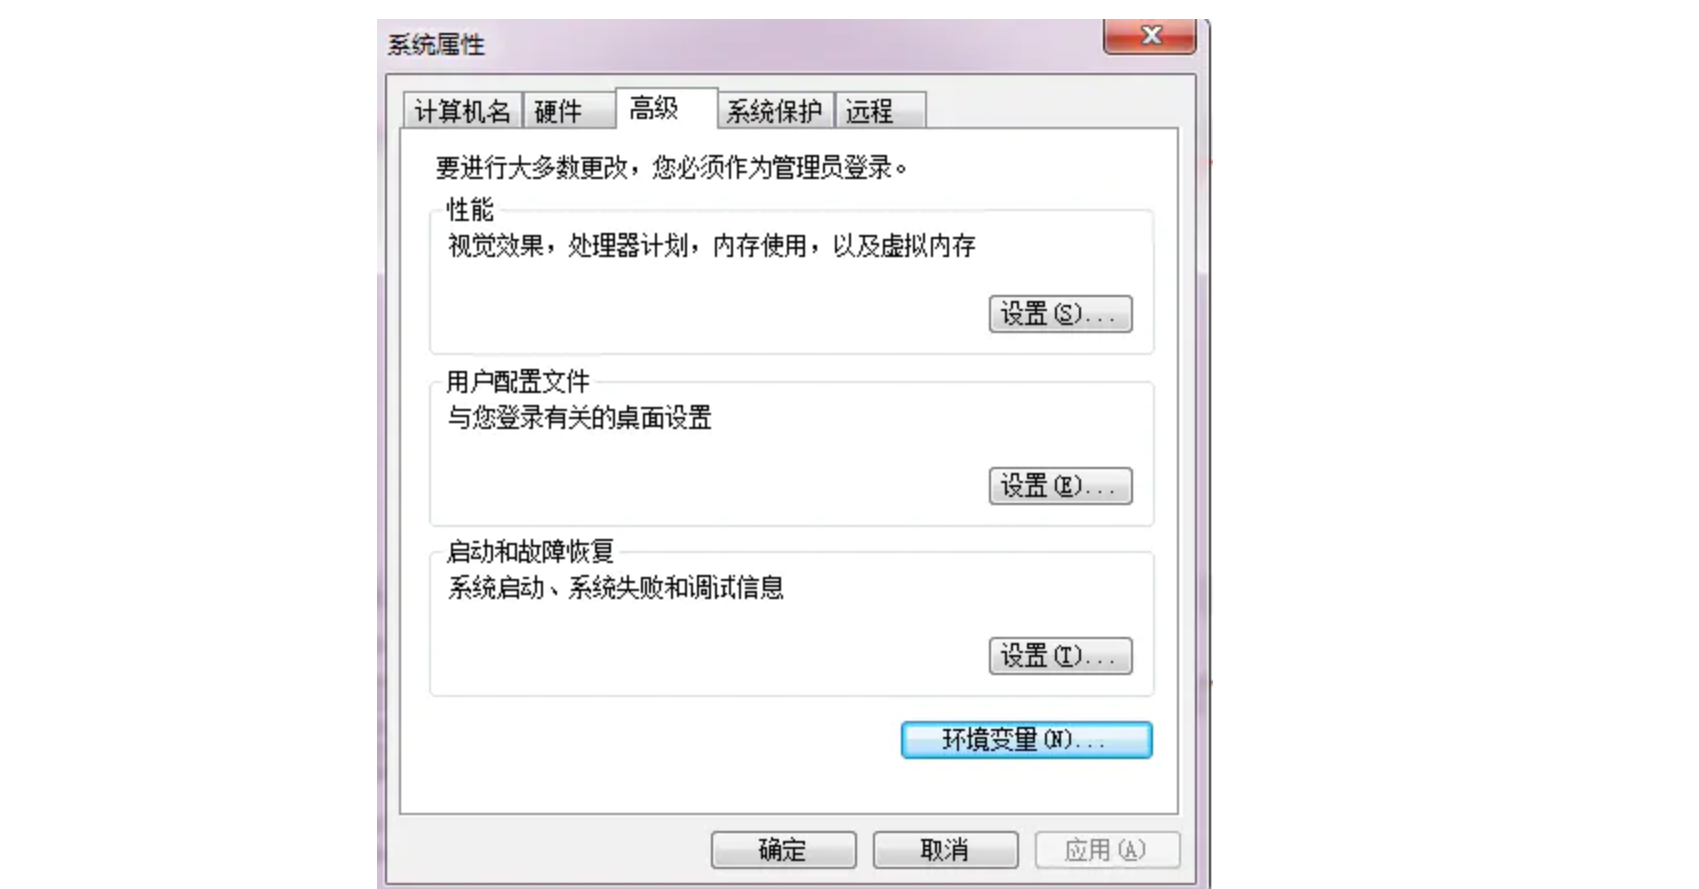 系统属性
计算机名 硬件 高级 系统保护 远程
要进行大多数更改，您必须作为管理员登录。
性能
视觉效果，处理器计划，内存使用，以及虚拟内存
设置(S)...
用户配置文件
与您登录有关的桌面设置
设置(E)...
启动和故障恢复
系统启动、系统失败和调试信息
设置(T)...
环境变量(N)...
确定 取消 应用(A)